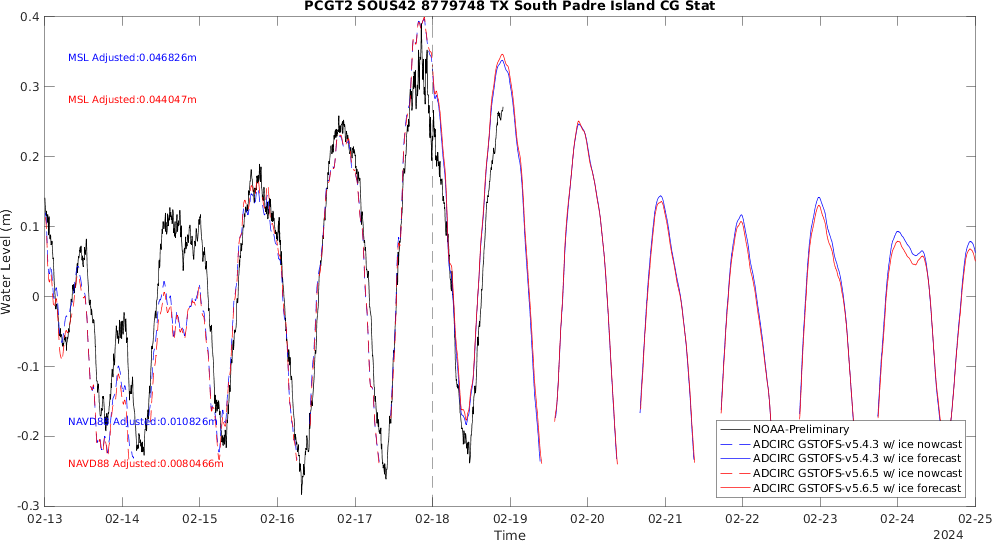 PCGT2 SOUS42 8779748 TX South Padre Island CG Stat
0.4
MSL Adjusted:0.046826m
0.3
MSL Adjusted:0.044047m
0.2
0.1
Water Level (m)
0
-0.1
NAVD88 Adjusted:0.010826m
-0.2
NAVD88 Adjusted:0.0080466m
-0.3
NOAA-Preliminary
ADCIRC GSTOFS-v5.4.3 w/ ice nowcast
ADCIRC GSTOFS-v5.4.3 w/ ice forecast
ADCIRC GSTOFS-v5.6.5 w/ ice nowcast
ADCIRC GSTOFS-v5.6.5 w/ ice forecast
02-13 02-14 02-15 02-16 02-17 02-18 02-19 02-20 02-21 02-22 02-23 02-24 02-25
Time
2024